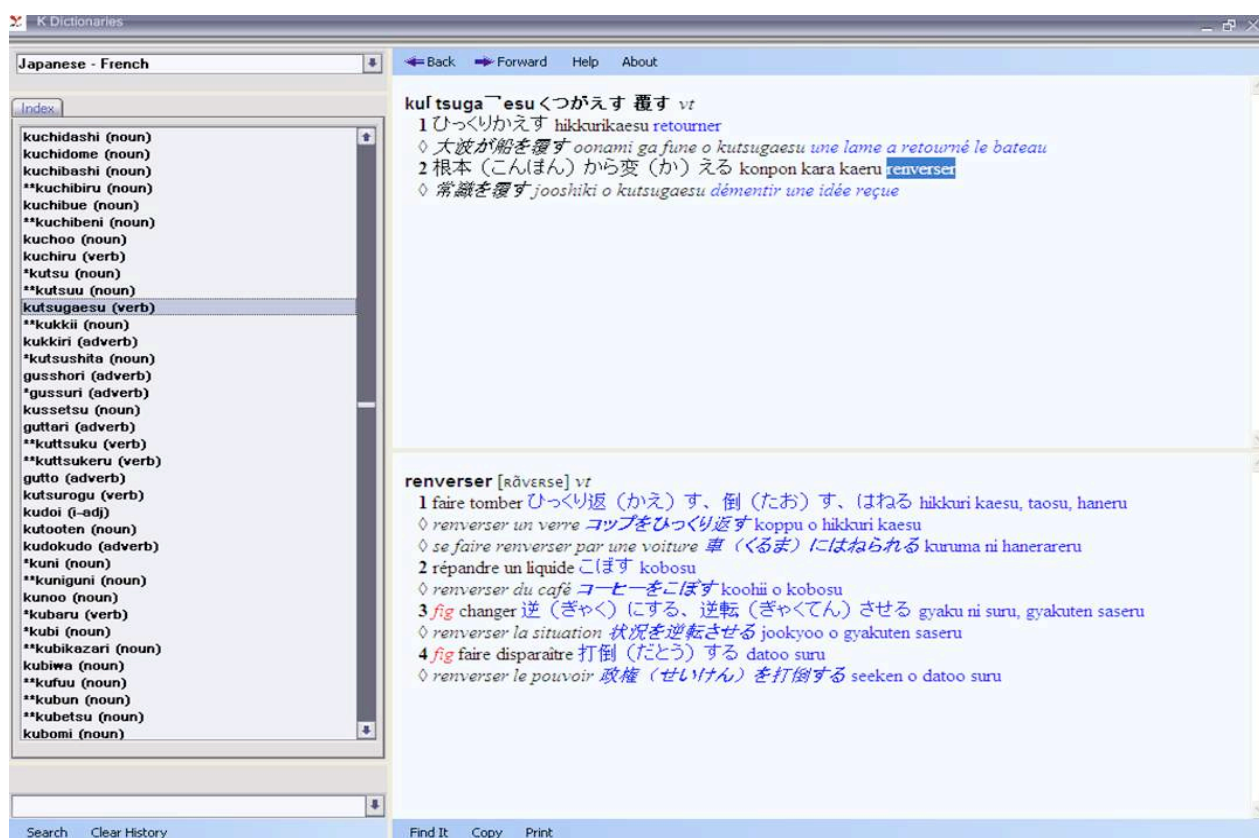 K Dictionaries
Japanese - French
Index
kuchidashi (noun)
kuchidome (noun)
kuchibashi (noun)
**kuchibiru (noun)
kuchibue (noun)
**kuchibeni (noun)
kuchoo (noun)
kuchiru (verb)
*kutsu (noun)
**kutsuu (noun)
kutsugaesu (verb)
**kukkii (noun)
kukkiri (adverb)
*kutsushita (noun)
gusshori (adverb)
*gussuri (adverb)
kussetsu (noun)
guttari (adverb)
**kuttsuku (verb)
**kuttsukeru (verb)
gutto (adverb)
kutsurogu (verb)
kudoi (i-adj)
kutooten (noun)
kudokudo (adverb)
*kuni (noun)
**kuniguni (noun)
kunoo (noun)
*kubaru (verb)
*kubi (noun)
**kubikazari (noun)
kubiwa (noun)
**kufuu (noun)
**kubun (noun)
**kubetsu (noun)
kubomi (noun)
Search Clear History
Back Forward Help About
ku｢tsuga￢esu くつがえす 覆す vt
1 ひっくりかえす hikkurikaesu retourner
◊ 大波が船を覆す oonami ga fune o kutsugaesu une lame a retourné le bateau
2 根本（こんぽん）から変（か）える konpon kara kaeru renverser
◊ 常識を覆す jooshiki o kutsugaesu démentir une idée reçue
renverser [ʀɑ̃vɛʀse] vt
1 faire tomber ひっくり返（かえ）す、倒（たお）す、はねる hikkuri kaesu, taosu, haneru
◊ renverser un verre コップをひっくり返す koppu o hikkuri kaesu
◊ se faire renverser par une voiture 車（くるま）にはねられる kuruma ni hanerareru
2 répandre un liquide こぼす kobosu
◊ renverser du café コーヒーをこぼす koohii o kobosu
3 fig changer 逆（ぎゃく）にする、逆転（ぎゃくてん）させる gyaku ni suru, gyakuten saseru
◊ renverser la situation 状況を逆転させる jookyoo o gyakuten saseru
4 fig faire disparaître 打倒（だとう）する datoo suru
◊ renverser le pouvoir 政権（せいけん）を打倒する seeken o datoo suru
Find It Copy Print